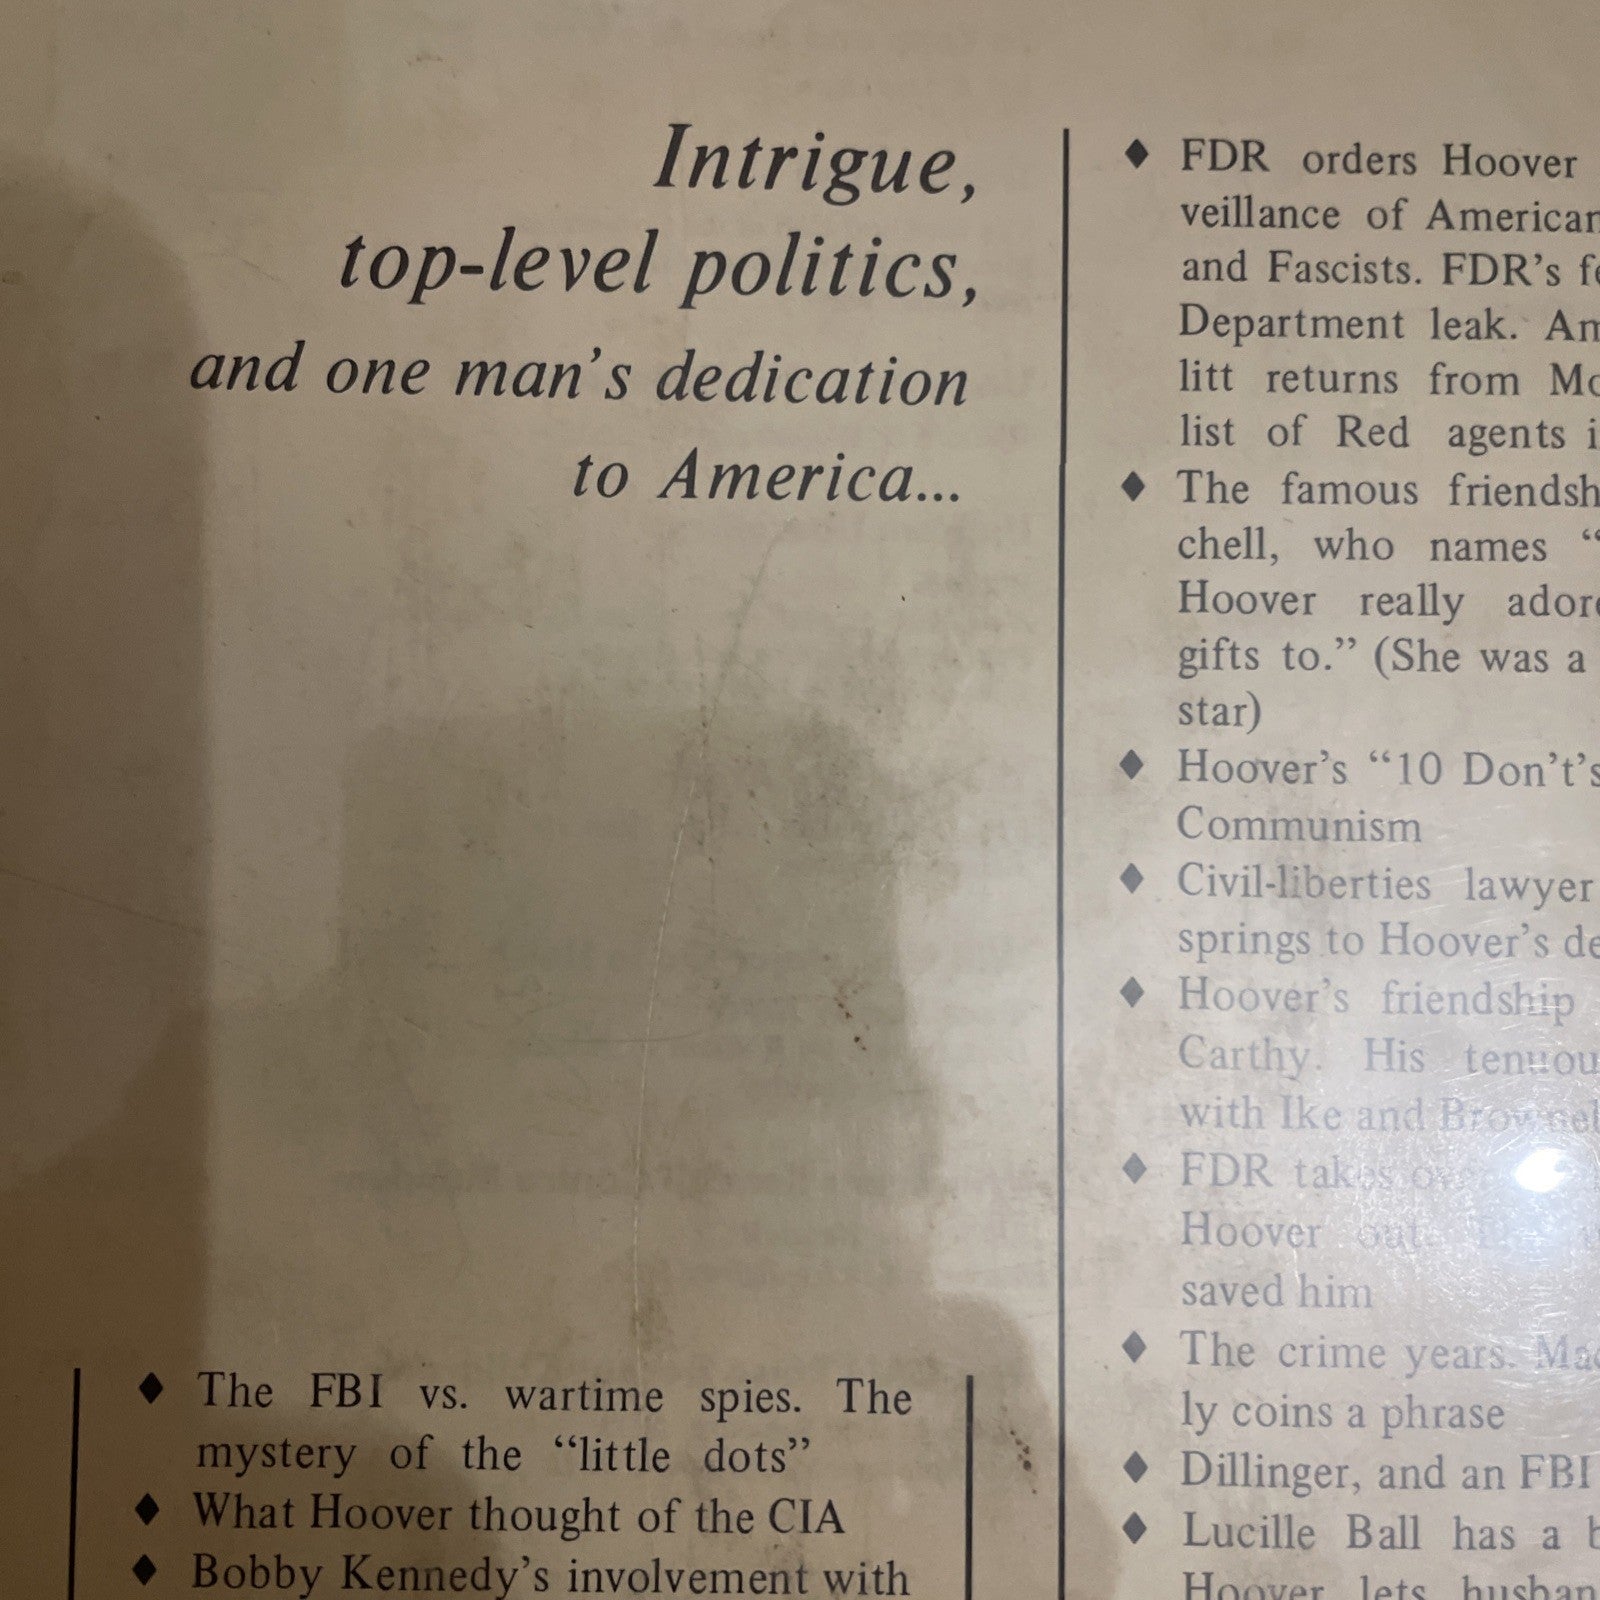 Intrigue,
top-level politics,
and one man's dedication
to America...
♦ The FBI vs. wartime spies. The
mystery of the “little dots”
♦ What Hoover thought of the CIA
♦ Bobby Kennedy's involvement with
♦ FDR orders Hoover
veillance of American
and Fascists. FDR's
Department leak.
litt returns from
list of Red agents
♦ The famous friendsh
chell, who names “
Hoover really
gifts to.” (She was a
star)
♦ Hoover's “10 Don't's
Communism
♦ Civil-liberties lawyer
springs to Hoover's
♦ Hoover's friendship
Carthy. His
with Ike and
♦ FDR takes
Hoover out.
saved him
♦ The crime years.
ly coins a phrase
♦ Dillinger, and an FBI
♦ Lucille Ball has a
Hoover lets